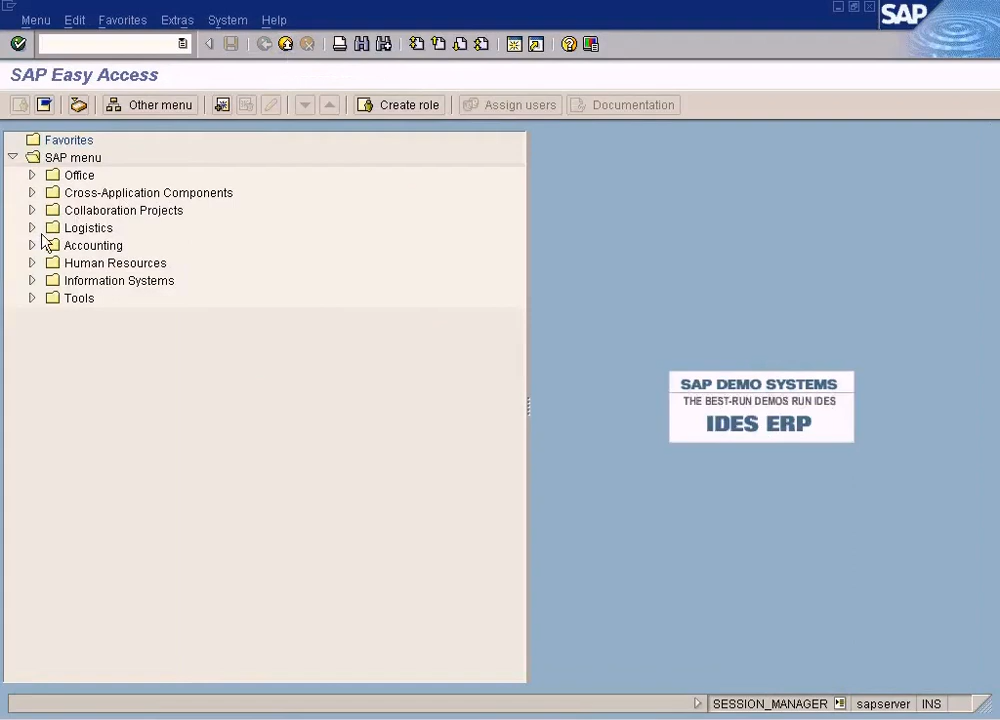 Menu Edit Favorites Extras System Help
SAP
SAP Easy Access
Other menu Create role Assign users Documentation
Favorites
SAP menu
Office
Cross-Application Components
Collaboration Projects
Logistics
Accounting
Human Resources
Information Systems
Tools
SAP DEMO SYSTEMS
THE BEST-RUN DEMOS RUN IDES
IDES ERP
SESSION_MANAGER sapserver INS